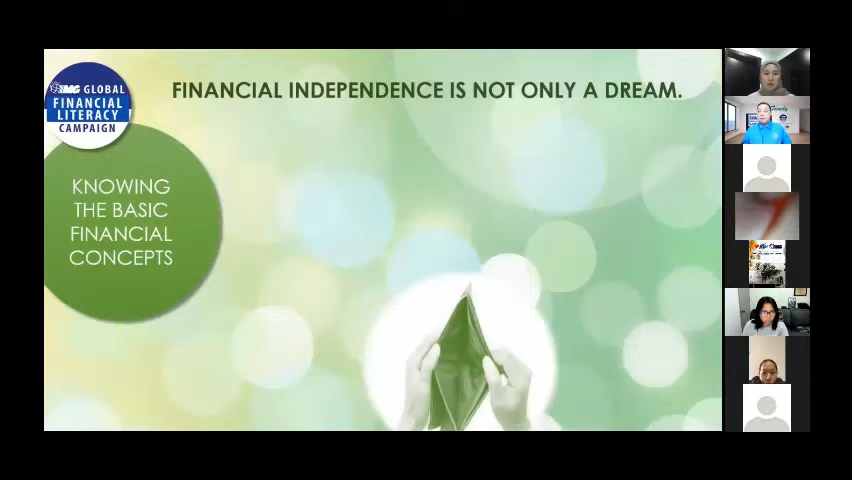 FINANCIAL INDEPENDENCE IS NOT ONLY A DREAM.
IMG GLOBAL
FINANCIAL
LITERACY
CAMPAIGN
KNOWING
THE BASIC
FINANCIAL
CONCEPTS